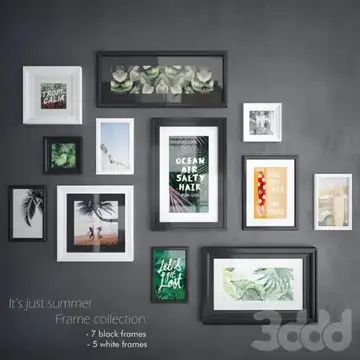 TROPI-
CALIA
OCEAN
AIR
SALTY
HAIR
Let's
get
Lost
It's just summer
Frame collection:
- 7 black frames
- 5 white frames
3ddd